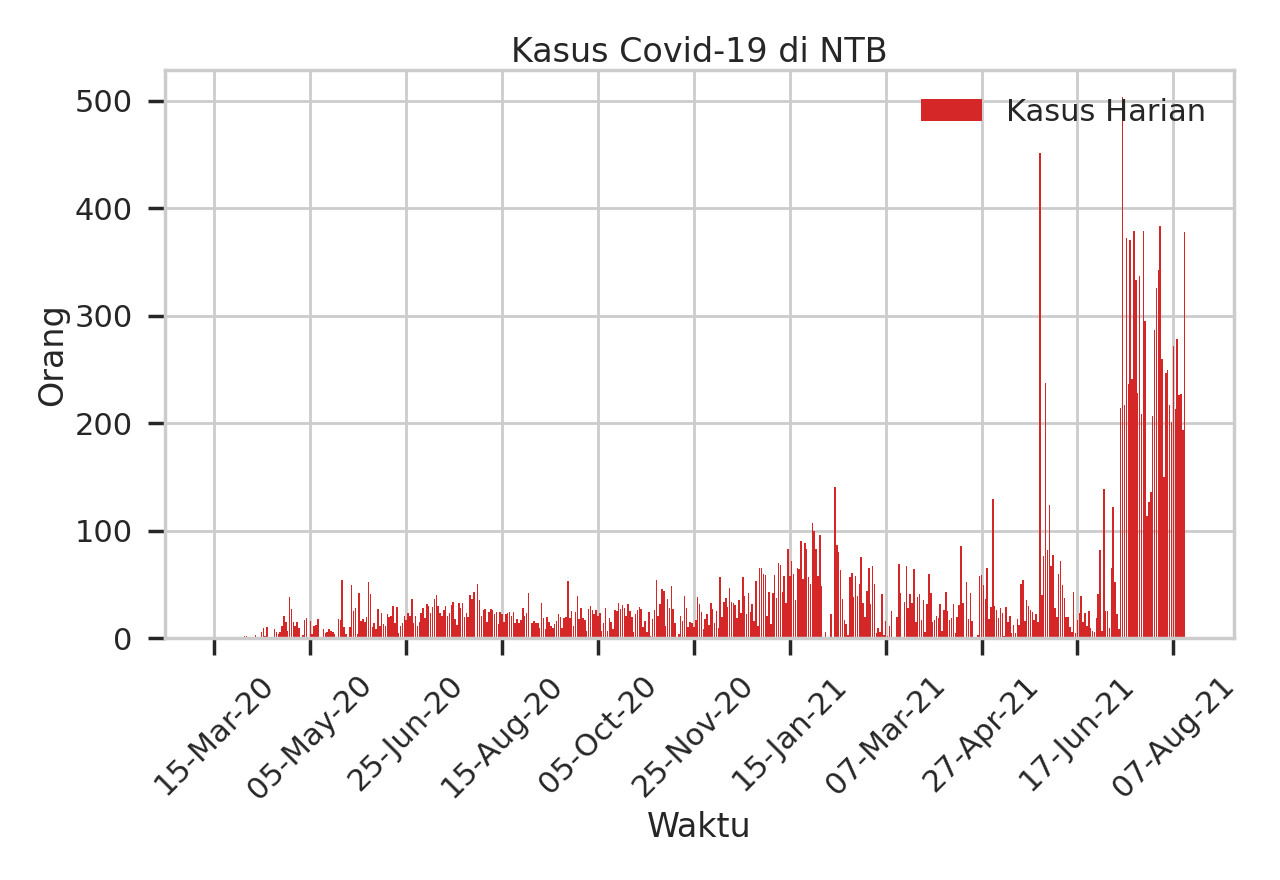 Kasus Covid-19 di NTB
Kasus Harian
Orang
500
400
300
200
100
0
15-Mar-20
05-May-20
25-Jun-20
15-Aug-20
05-Oct-20
25-Nov-20
15-Jan-21
07-Mar-21
27-Apr-21
17-Jun-21
07-Aug-21
Waktu